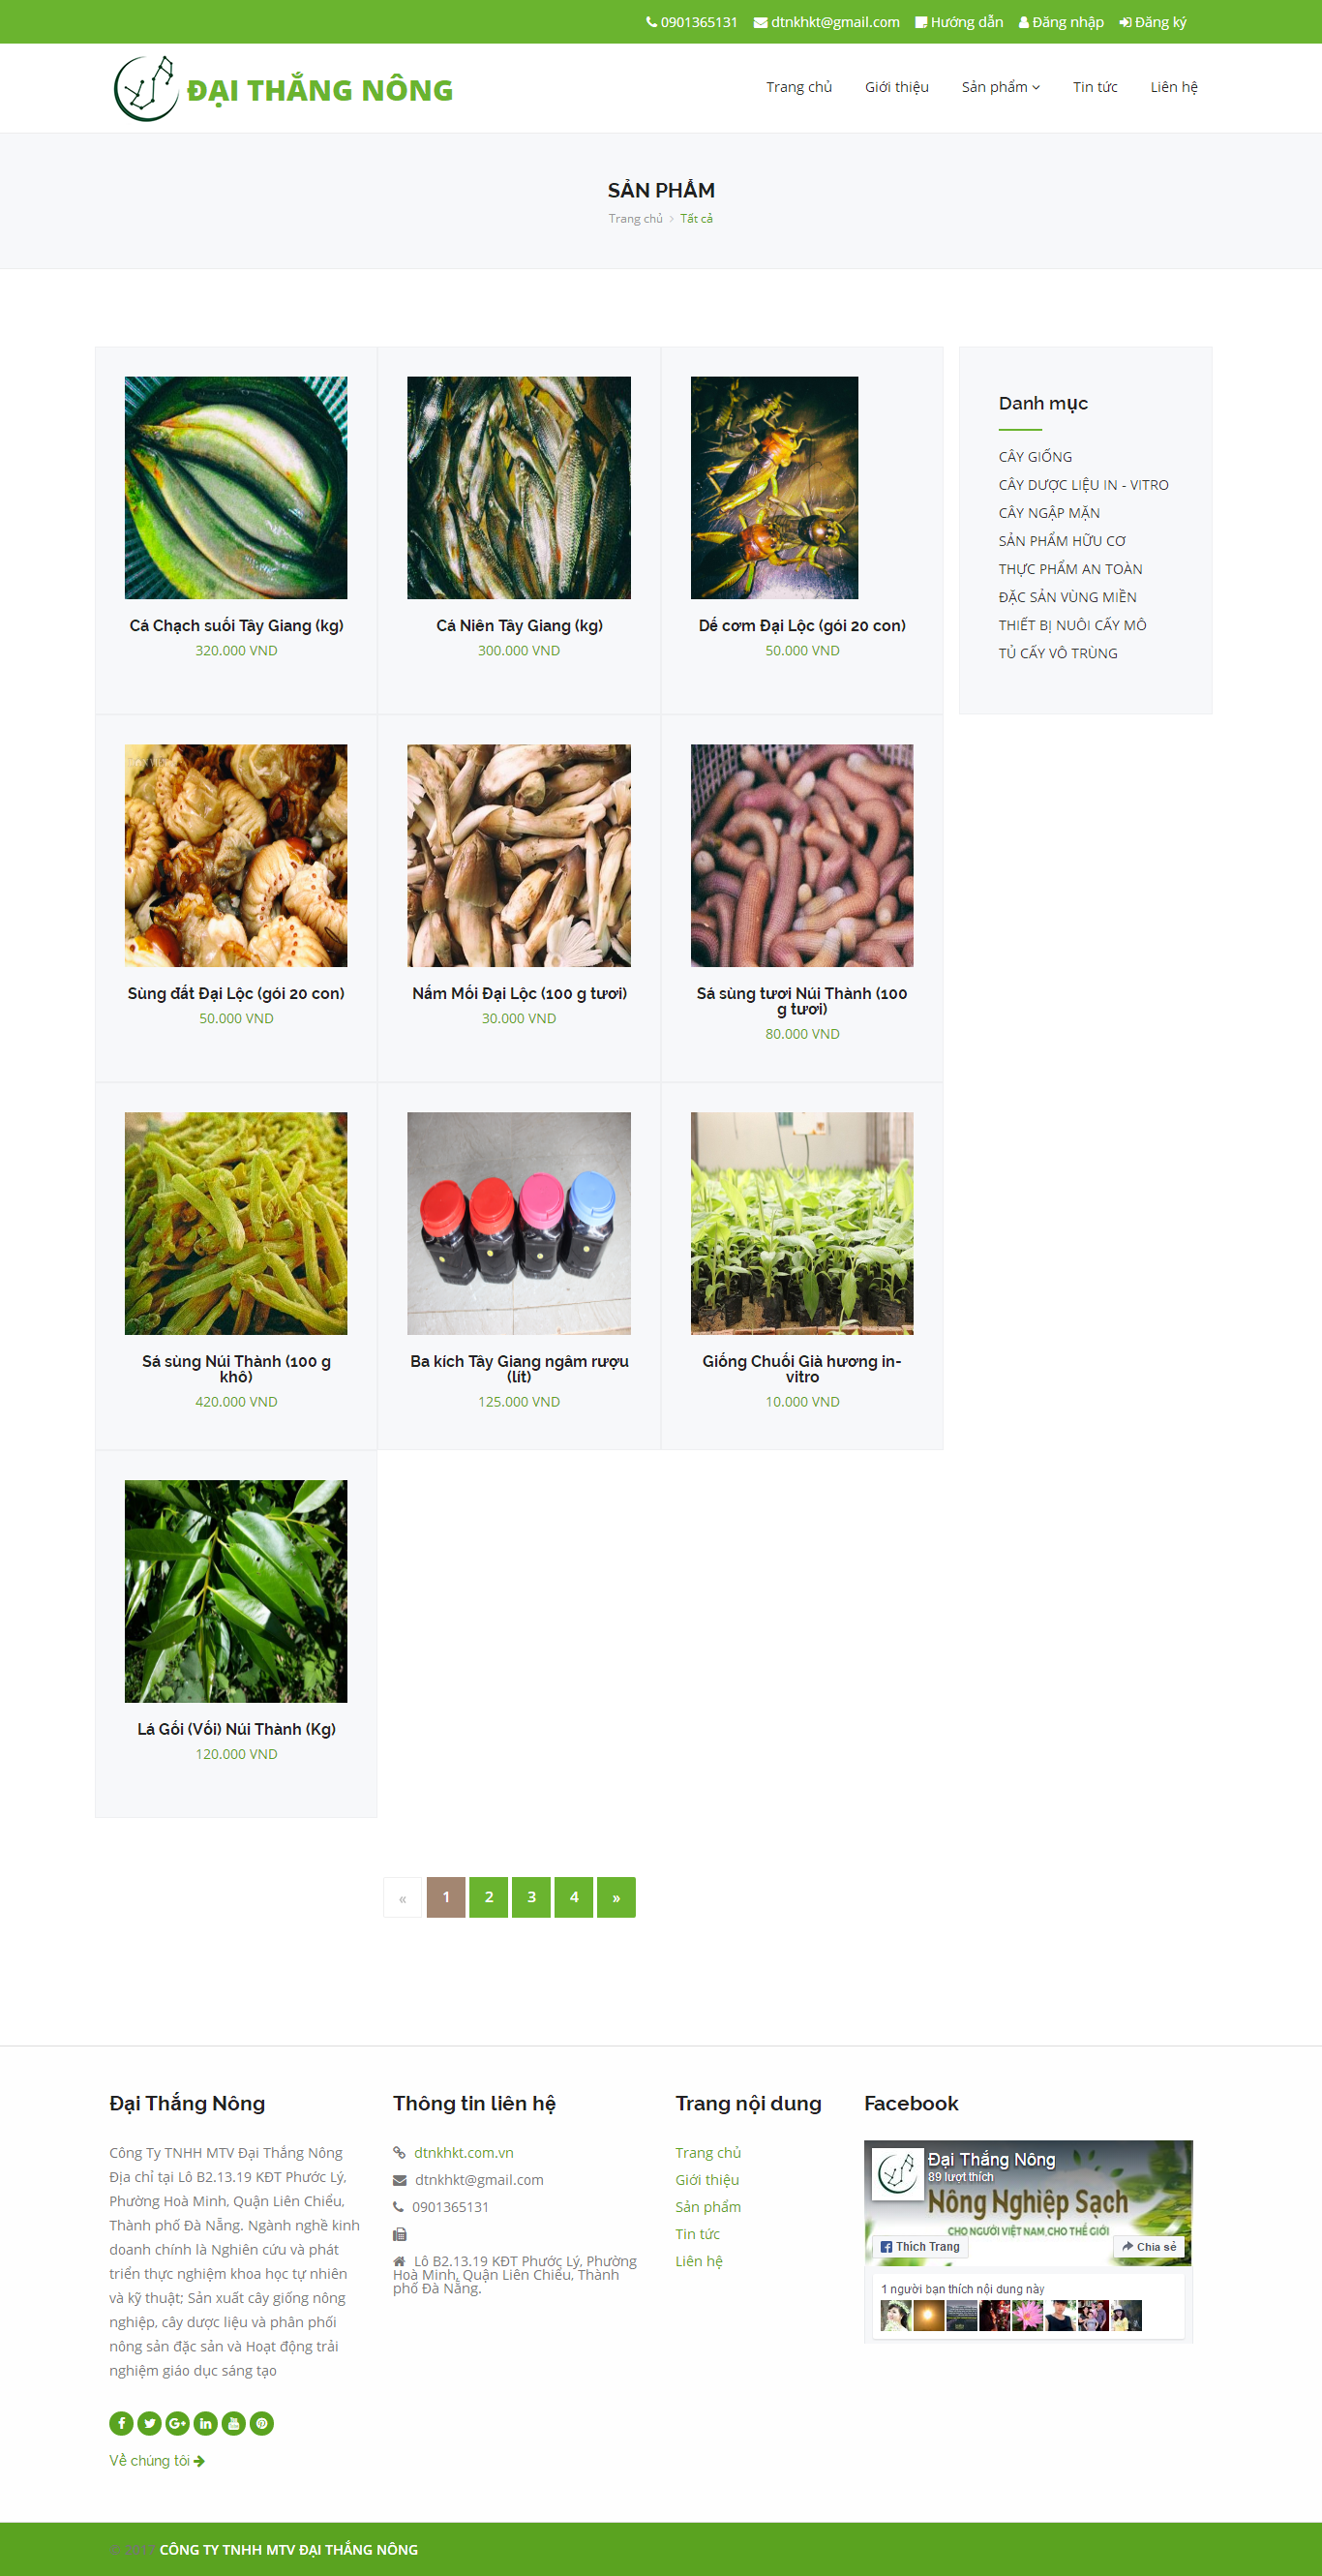 0901365131 dtnkhkt@gmail.com Hướng dẫn Đăng nhập Đăng ký
ĐẠI THẮNG NÔNG
Trang chủ Giới thiệu Sản phẩm Tin tức Liên hệ
SẢN PHẨM
Trang chủ > Tất cả
Cá Chạch suối Tây Giang (kg)
320.000 VND
Cá Niên Tây Giang (kg)
300.000 VND
Dế cơm Đại Lộc (gói 20 con)
50.000 VND
Danh mục
CÂY GIỐNG
CÂY DƯỢC LIỆU IN - VITRO
CÂY NGẬP MẶN
SẢN PHẨM HỮU CƠ
THỰC PHẨM AN TOÀN
ĐẶC SẢN VÙNG MIỀN
THIẾT BỊ NUÔI CẤY MÔ
TỦ CẤY VÔ TRÙNG
Sùng đất Đại Lộc (gói 20 con)
50.000 VND
Nấm Mối Đại Lộc (100 g tươi)
30.000 VND
Sá sùng tươi Núi Thành (100
g tươi)
80.000 VND
Sá sùng Núi Thành (100 g
khô)
420.000 VND
Ba kích Tây Giang ngâm rượu
(lít)
125.000 VND
Giống Chuối Già hương in-
vitro
10.000 VND
Lá Gối (Vối) Núi Thành (Kg)
120.000 VND
« 1 2 3 4 »
Đại Thắng Nông
Công Ty TNHH MTV Đại Thắng Nông
Địa chỉ tại Lô B2.13.19 KĐT Phước Lý,
Phường Hoà Minh, Quận Liên Chiểu,
Thành phố Đà Nẵng. Ngành nghề kinh
doanh chính là Nghiên cứu và phát
triển thực nghiệm khoa học tự nhiên
và kỹ thuật; Sản xuất cây giống nông
nghiệp, cây dược liệu và phân phối
nông sản đặc sản và Hoạt động trải
nghiệm giáo dục sáng tạo
Về chúng tôi
Thông tin liên hệ
dtnkhkt.com.vn
dtnkhkt@gmail.com
0901365131
Lô B2.13.19 KĐT Phước Lý, Phường
Hoà Minh, Quận Liên Chiểu, Thành
phố Đà Nẵng.
Trang nội dung
Trang chủ
Giới thiệu
Sản phẩm
Tin tức
Liên hệ
Facebook
Đại Thắng Nông
89 lượt thích
Nông Nghiệp Sạch
CHO NGƯỜI VIỆT NAM, CHO THẾ GIỚI
Thích Trang Chia sẻ
1 người bạn thích nội dung này
© 2017 CÔNG TY TNHH MTV ĐẠI THẮNG NÔNG